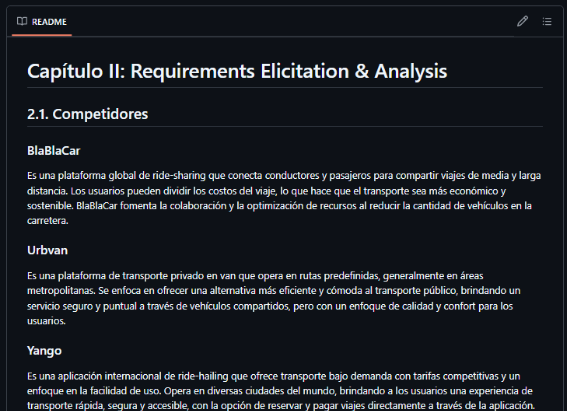 README
Capítulo II: Requirements Elicitation & Analysis
2.1. Competidores
BlaBlaCar
Es una plataforma global de ride-sharing que conecta conductores y pasajeros para compartir viajes de media y larga
distancia. Los usuarios pueden dividir los costos del viaje, lo que hace que el transporte sea más económico y
sostenible. BlaBlaCar fomenta la colaboración y la optimización de recursos al reducir la cantidad de vehículos en la
carretera.
Urbvan
Es una plataforma de transporte privado en van que opera en rutas predefinidas, generalmente en áreas
metropolitanas. Se enfoca en ofrecer una alternativa más eficiente y cómoda al transporte público, brindando un
servicio seguro y puntual a través de vehículos compartidos, pero con un enfoque de calidad y confort para los
usuarios.
Yango
Es una aplicación internacional de ride-hailing que ofrece transporte bajo demanda con tarifas competitivas y un
enfoque en la facilidad de uso. Opera en diversas ciudades del mundo, brindando a los usuarios una experiencia de
transporte rápida, segura y accesible, con la opción de reservar y pagar viajes directamente a través de la aplicación.